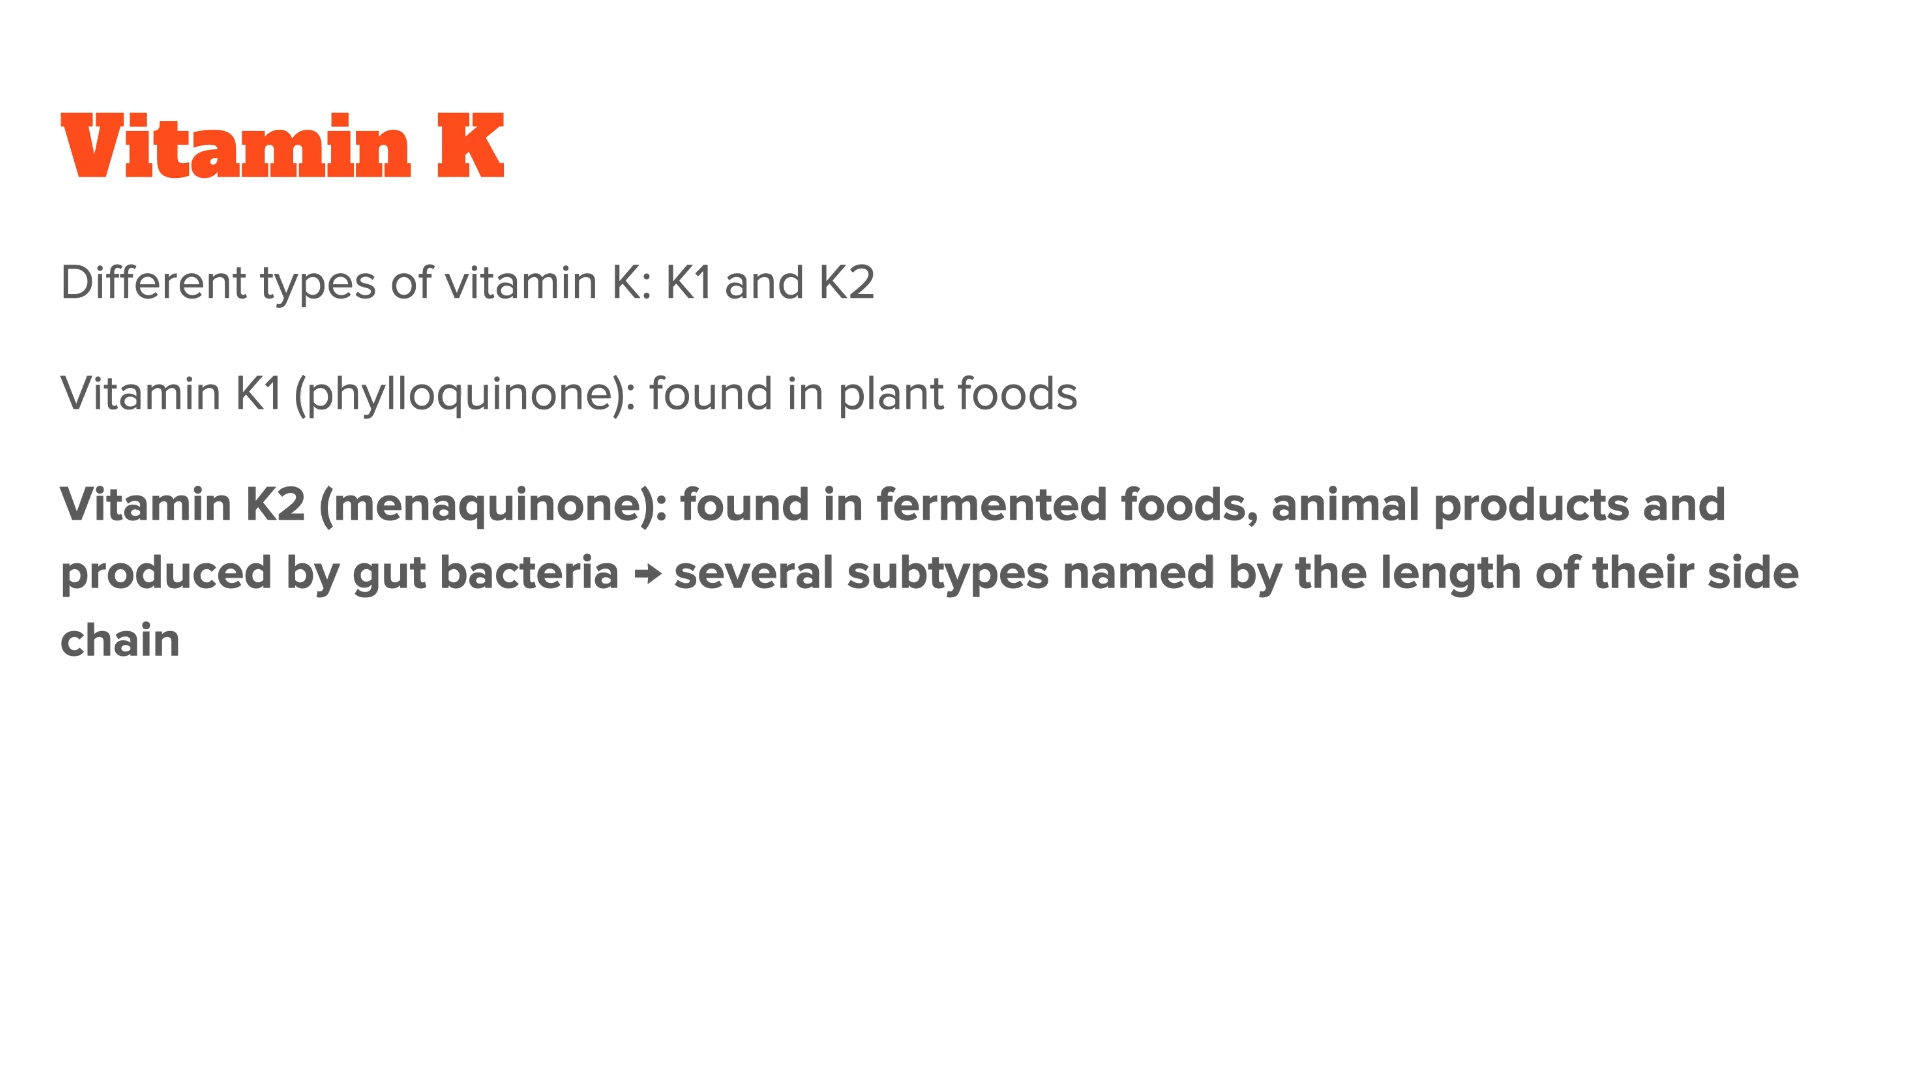 Vitamin K
Different types of vitamin K: K1 and K2
Vitamin K1 (phylloquinone): found in plant foods
Vitamin K2 (menaquinone): found in fermented foods, animal products and
produced by gut bacteria → several subtypes named by the length of their side
chain